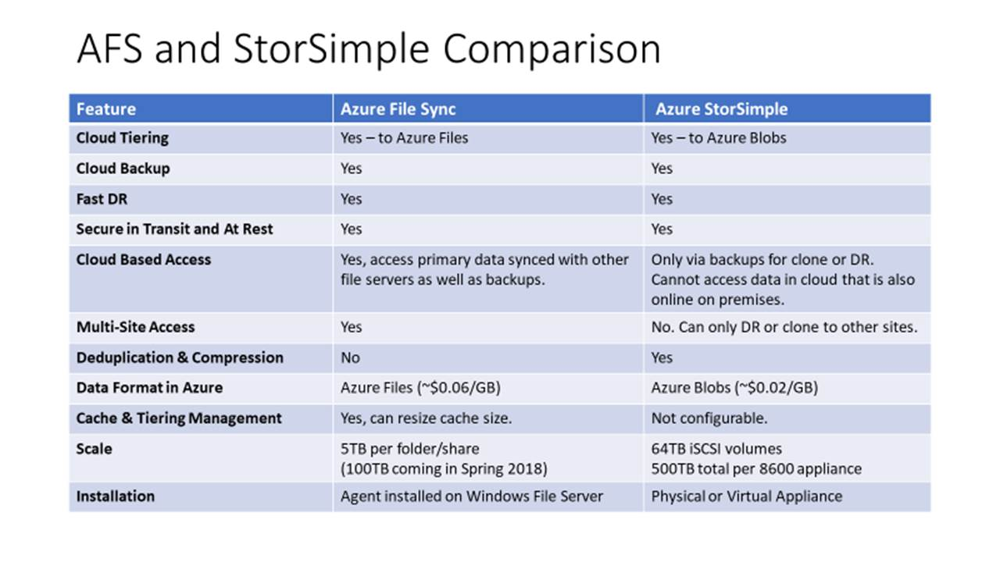 AFS and StorSimple Comparison
Feature Azure File Sync Azure StorSimple
Cloud Tiering Yes – to Azure Files Yes – to Azure Blobs
Cloud Backup Yes Yes
Fast DR Yes Yes
Secure in Transit and At Rest Yes Yes
Cloud Based Access Yes, access primary data synced with other Only via backups for clone or DR.
file servers as well as backups. Cannot access data in cloud that is also
online on premises.
Multi-Site Access Yes No. Can only DR or clone to other sites.
Deduplication & Compression No Yes
Data Format in Azure Azure Files (~$0.06/GB) Azure Blobs (~$0.02/GB)
Cache & Tiering Management Yes, can resize cache size. Not configurable.
Scale 5TB per folder/share 64TB iSCSI volumes
(100TB coming in Spring 2018) 500TB total per 8600 appliance
Installation Agent installed on Windows File Server Physical or Virtual Appliance